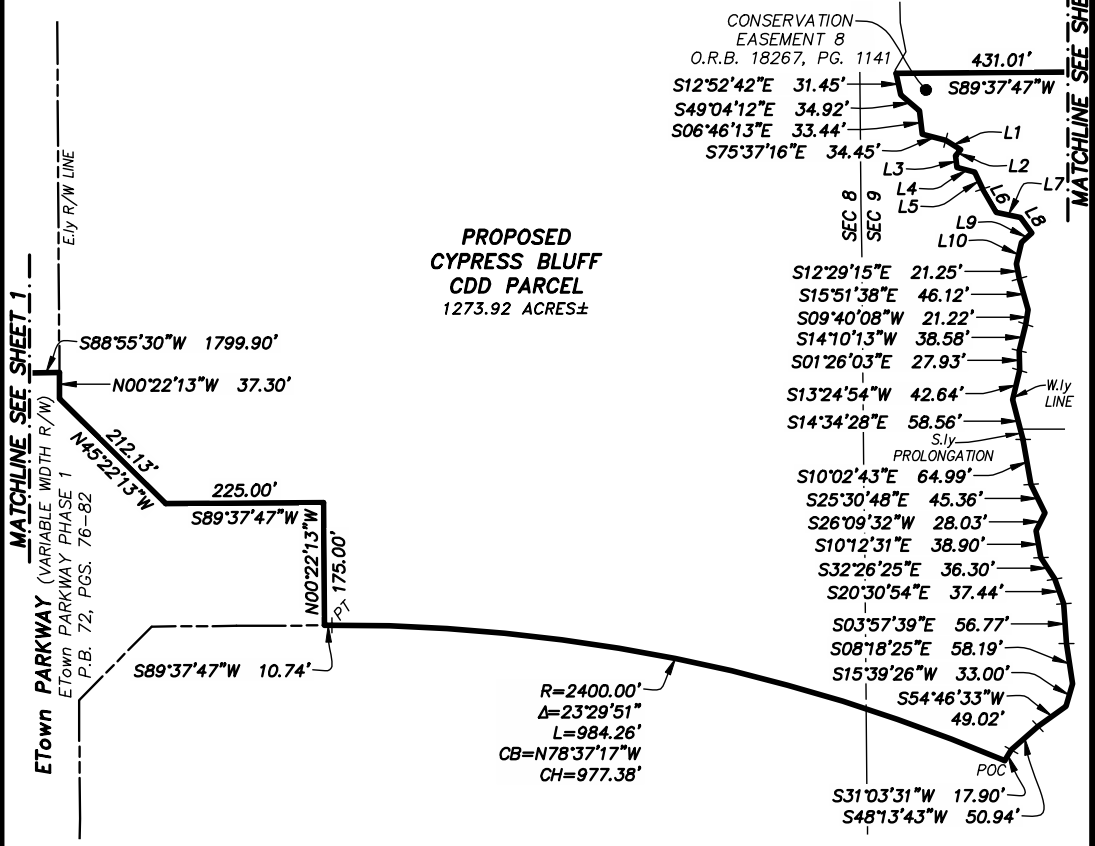 CONSERVATION
EASEMENT 8
O.R.B. 18267, PG. 1141
431.01'
S89°37'47"W
MATCHLINE SEE SHE
S12°52'42"E 31.45'
S49°04'12"E 34.92'
S06°46'13"E 33.44'
S75°37'16"E 34.45'
L1
L2
L3
L4
L5
L6
L7
L8
L9
L10
SEC 8
SEC 9
E.ly R/W LINE
PROPOSED
CYPRESS BLUFF
CDD PARCEL
1273.92 ACRES±
S12°29'15"E 21.25'
S15°51'38"E 46.12'
S09°40'08"W 21.22'
S14°10'13"W 38.58'
S01°26'03"E 27.93'
S13°24'54"W 42.64'
W.ly
LINE
S14°34'28"E 58.56'
S.ly
PROLONGATION
S10°02'43"E 64.99'
S25°30'48"E 45.36'
S26°09'32"W 28.03'
S10°12'31"E 38.90'
S32°26'25"E 36.30'
S20°30'54"E 37.44'
S03°57'39"E 56.77'
S08°18'25"E 58.19'
S15°39'26"W 33.00'
S54°46'33"W
49.02'
POC
S31°03'31"W 17.90'
S48°13'43"W 50.94'
MATCHLINE SEE SHEET 1
S88°55'30"W 1799.90'
N00°22'13"W 37.30'
212.13'
N45°22'13"W
225.00'
S89°37'47"W
N00°22'13"W
175.00'
PT
S89°37'47"W 10.74'
ETown PARKWAY (VARIABLE WIDTH R/W)
ETown PARKWAY PHASE 1
P.B. 72, PGS. 76-82
R=2400.00'
Δ=23°29'51"
L=984.26'
CB=N78°37'17"W
CH=977.38'